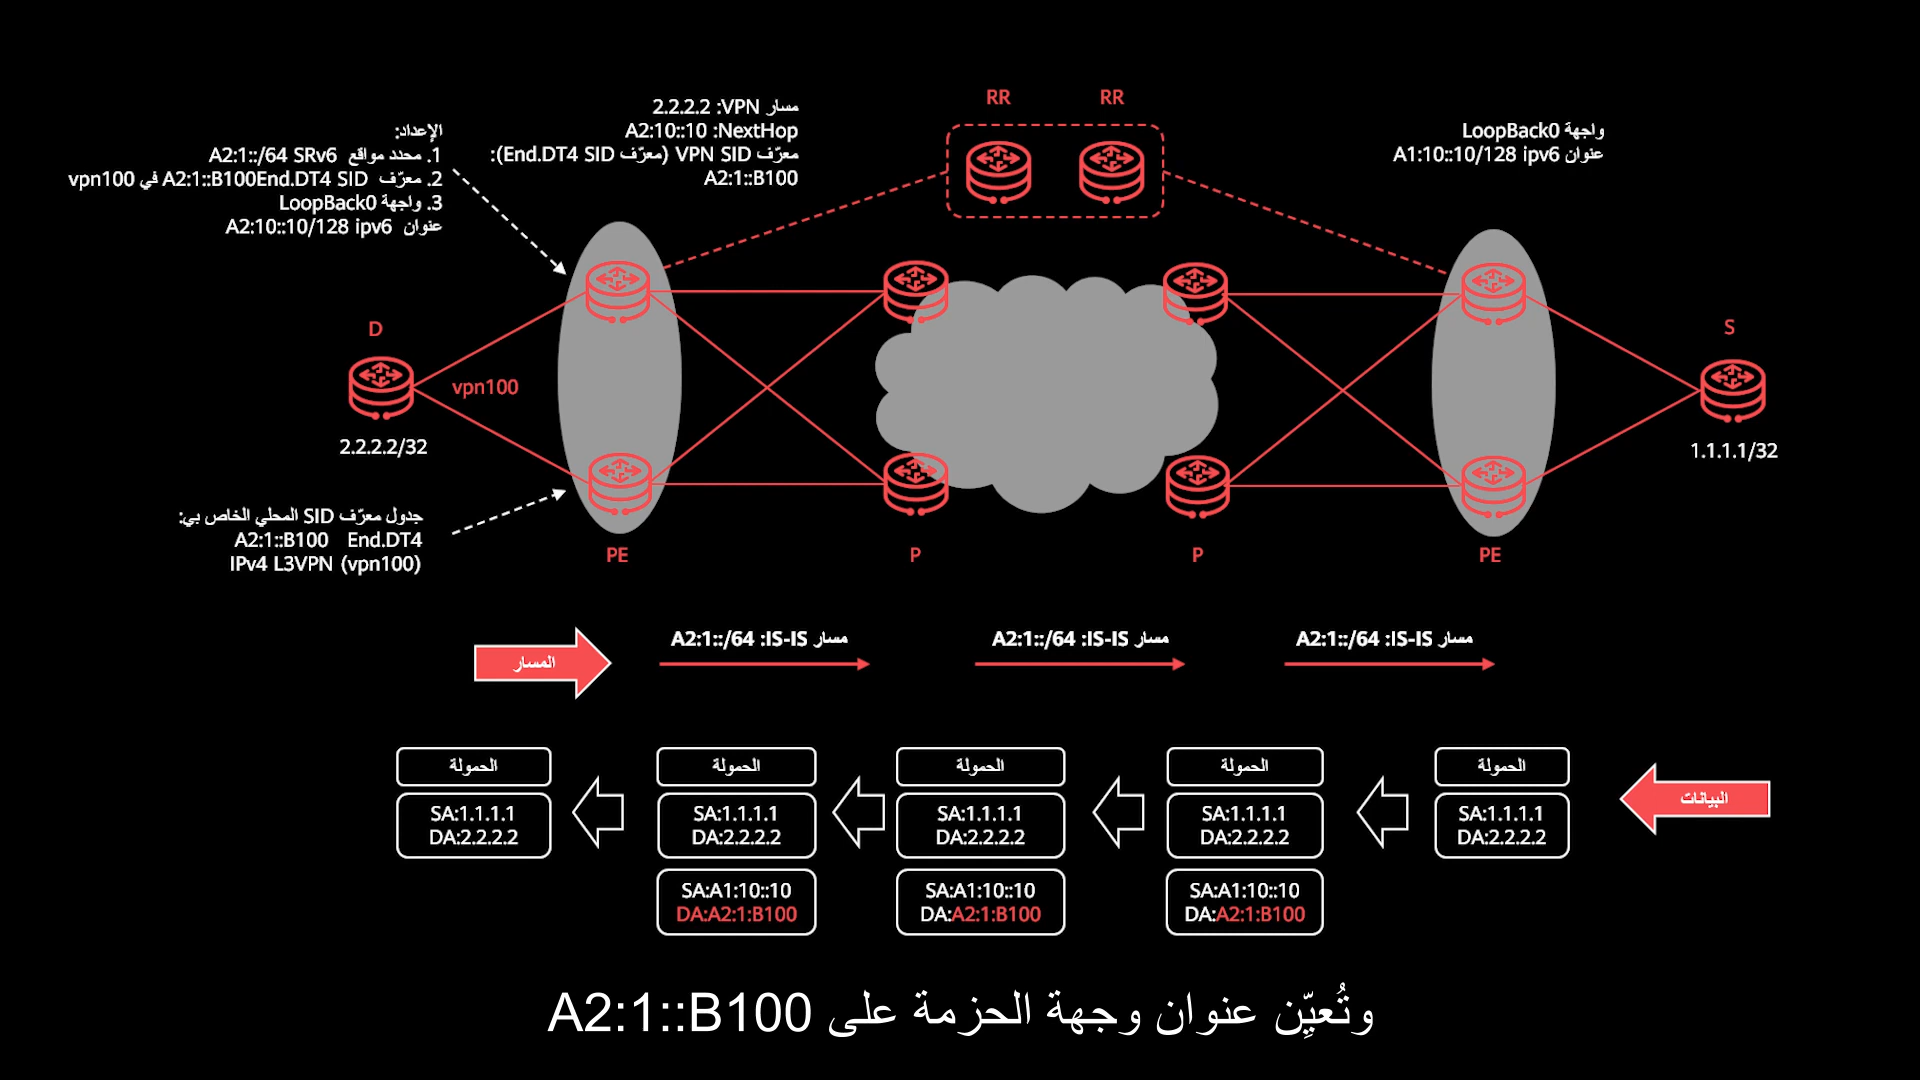 RR
RR
الإعداد:
1. محدد مواقع A2:1::/64 SRv6
2. معرّف A2:1::B100End.DT4 SID في vpn100
3. واجهة LoopBack0
عنوان A2:10::10/128 ipv6
مسار VPN: 2.2.2.2
NextHop: A2:10::10
معرّف VPN SID (معرّف End.DT4 SID):
A2:1::B100
واجهة LoopBack0
عنوان A1:10::10/128 ipv6
D
vpn100
2.2.2.2/32
S
1.1.1.1/32
جدول معرّف SID المحلي الخاص بي:
A2:1::B100 End.DT4
IPv4 L3VPN (vpn100)
PE
P
P
PE
المسار
مسار IS-IS: A2:1::/64
مسار IS-IS: A2:1::/64
مسار IS-IS: A2:1::/64
البيانات
الحمولة
SA:1.1.1.1
DA:2.2.2.2
الحمولة
SA:1.1.1.1
DA:2.2.2.2
SA:A1:10::10
DA:A2:1:B100
الحمولة
SA:1.1.1.1
DA:2.2.2.2
SA:A1:10::10
DA:A2:1:B100
الحمولة
SA:1.1.1.1
DA:2.2.2.2
SA:A1:10::10
DA:A2:1:B100
الحمولة
SA:1.1.1.1
DA:2.2.2.2
وتُعيِّن عنوان وجهة الحزمة على A2:1::B100